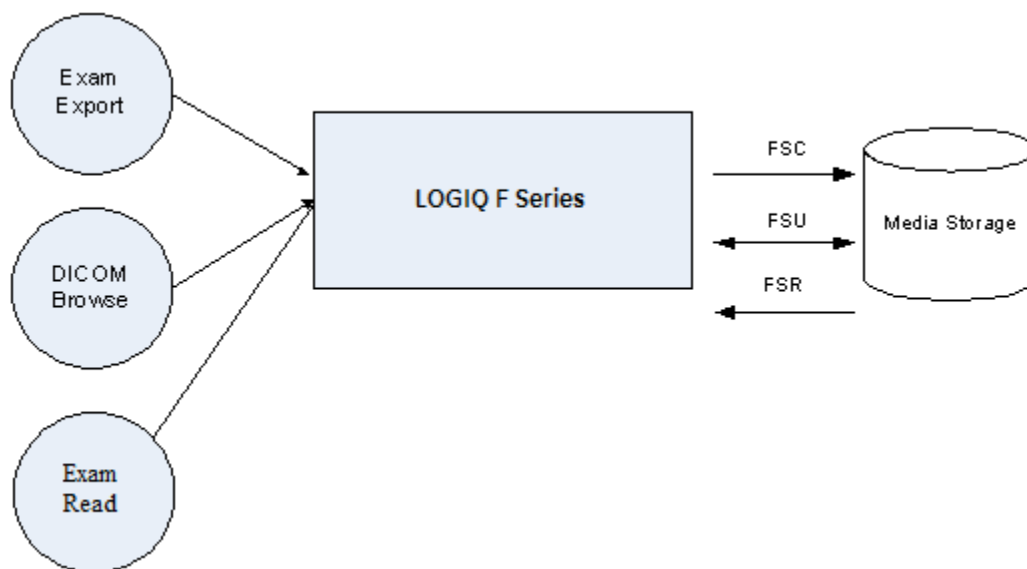 Exam
Export
DICOM
Browse
Exam
Read
LOGIQ F Series
FSC
FSU
FSR
Media Storage